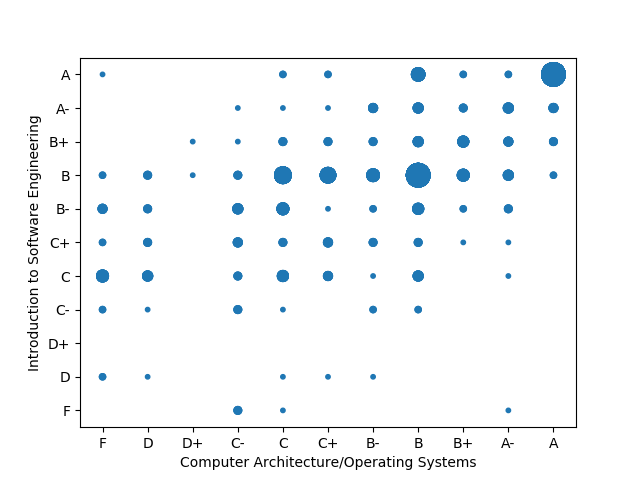 A
A-
B+
B
B-
C+
C
C-
D+
D
F
Introduction to Software Engineering
F D D+ C- C C+ B- B B+ A- A
Computer Architecture/Operating Systems